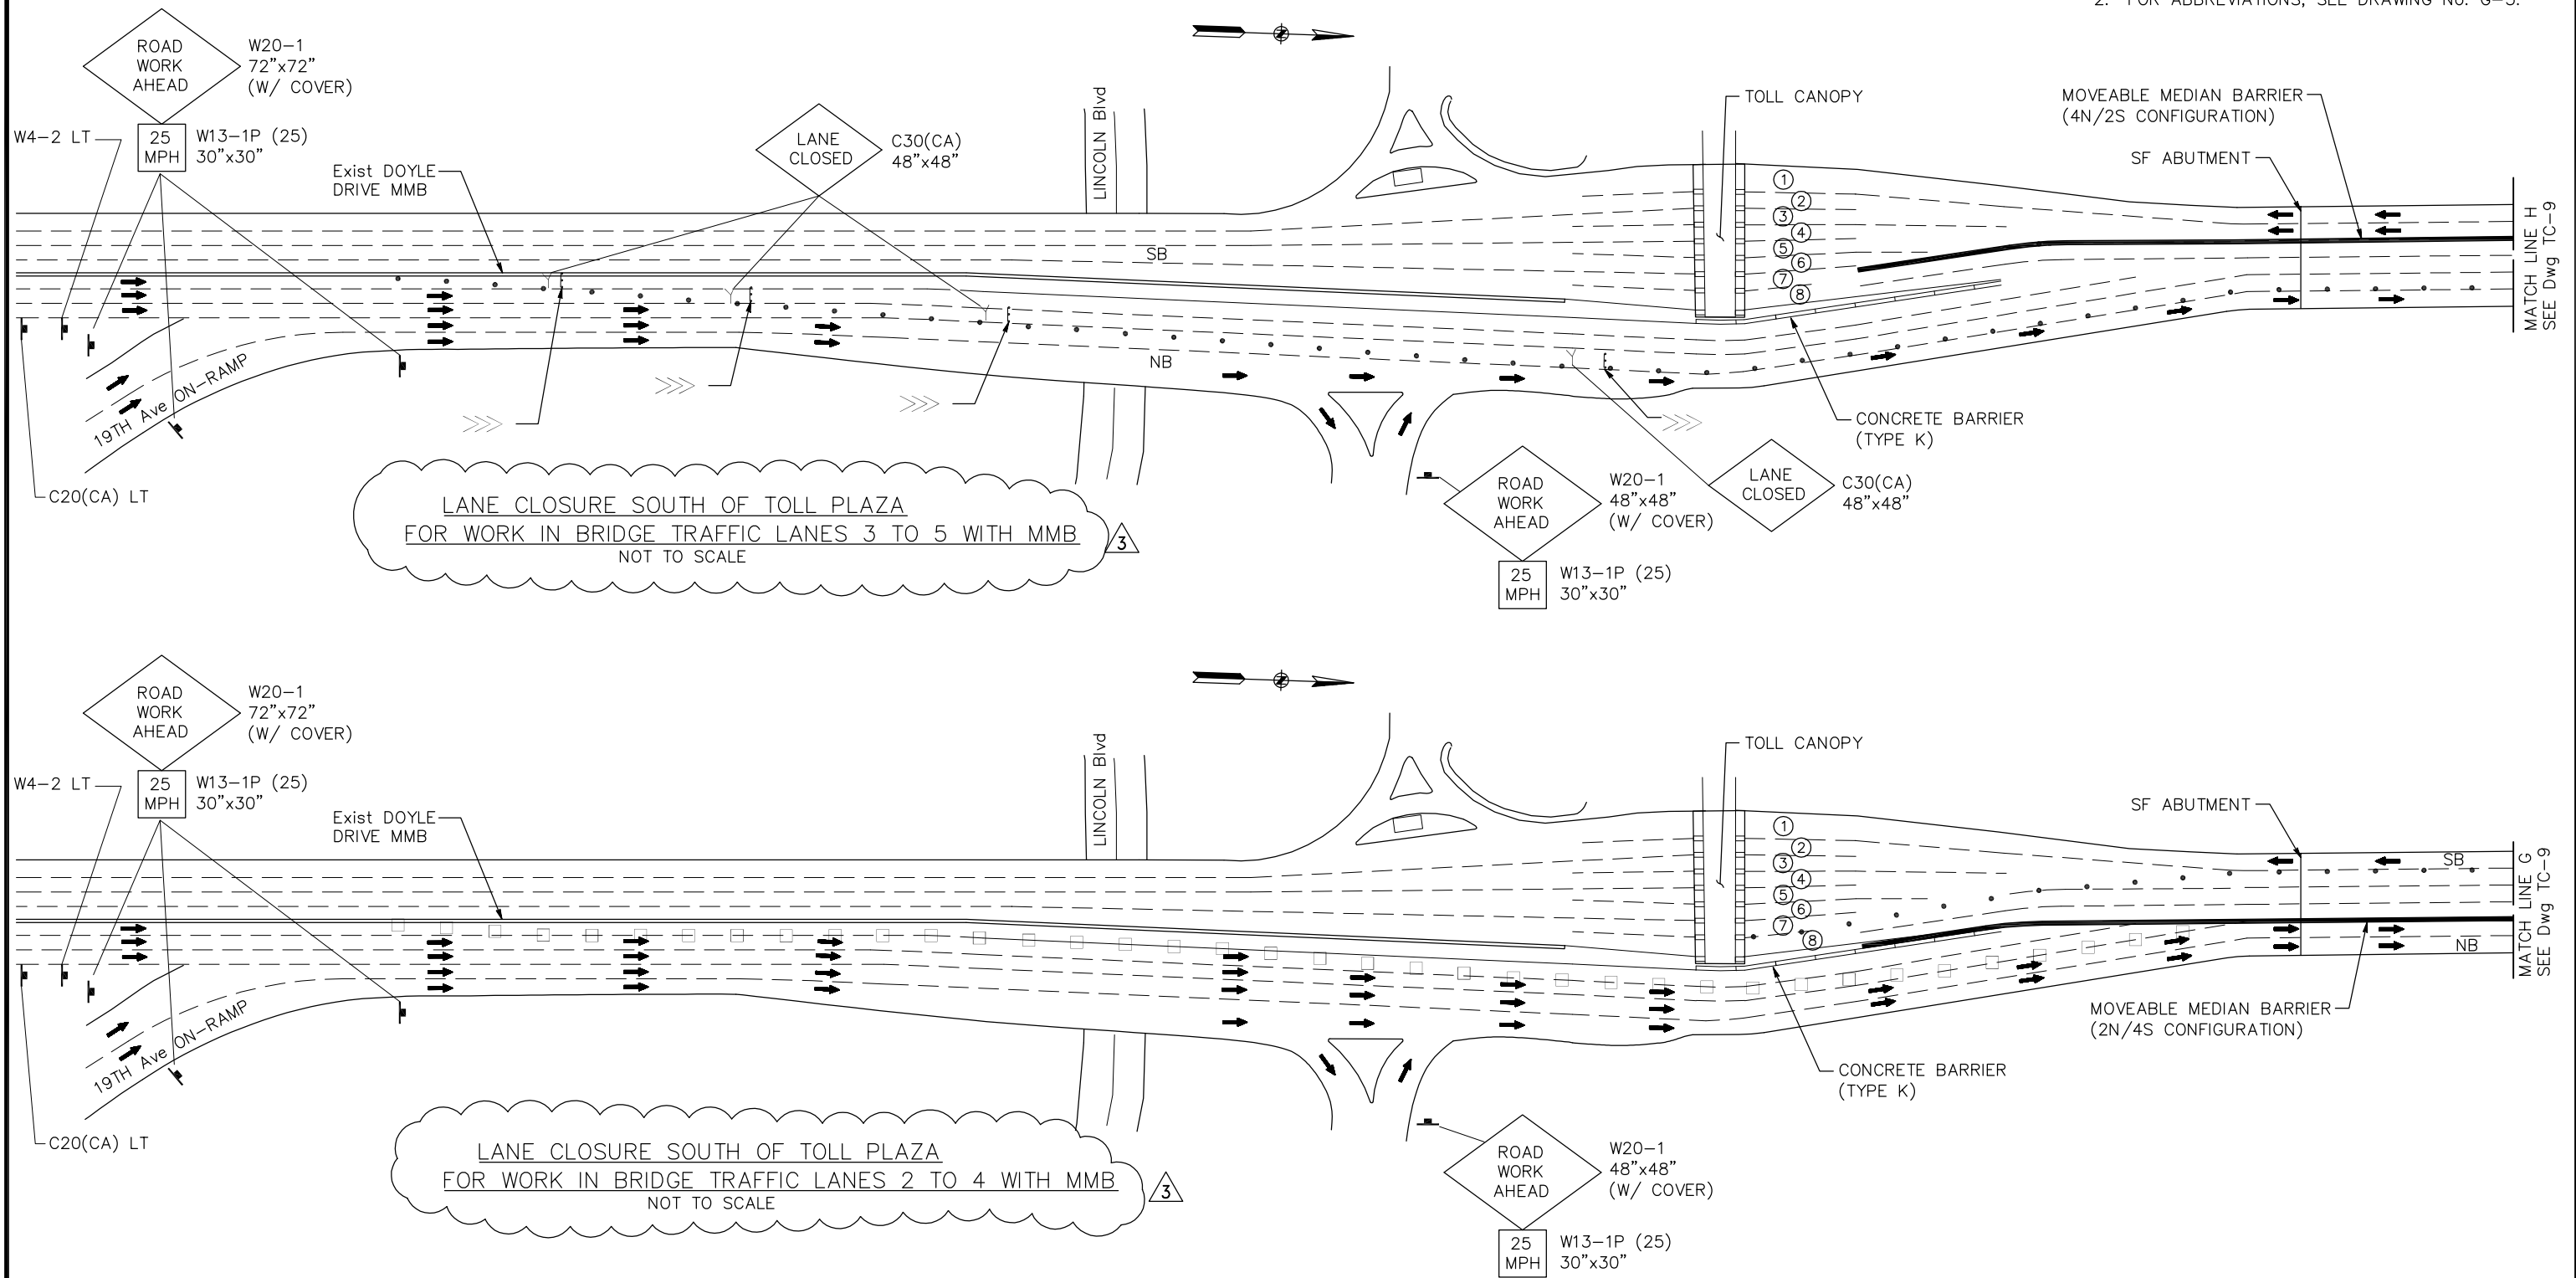 2. FOR ABBREVIATIONS, SEE DRAWING No. G-3.
ROAD
WORK
AHEAD
W20-1
72"x72"
(W/ COVER)
W4-2 LT
25
MPH
W13-1P (25)
30"x30"
Exist DOYLE
DRIVE MMB
LANE
CLOSED
C30(CA)
48"x48"
LINCOLN Blvd
TOLL CANOPY
MOVEABLE MEDIAN BARRIER
(4N/2S CONFIGURATION)
SF ABUTMENT
MATCH LINE H
SEE Dwg TC-9
1
2
3
4
5
6
7
8
SB
NB
19TH Ave ON-RAMP
C20(CA) LT
CONCRETE BARRIER
(TYPE K)
ROAD
WORK
AHEAD
W20-1
48"x48"
(W/ COVER)
25
MPH
W13-1P (25)
30"x30"
LANE
CLOSED
C30(CA)
48"x48"
LANE CLOSURE SOUTH OF TOLL PLAZA
FOR WORK IN BRIDGE TRAFFIC LANES 3 TO 5 WITH MMB
NOT TO SCALE
3
ROAD
WORK
AHEAD
W20-1
72"x72"
(W/ COVER)
W4-2 LT
25
MPH
W13-1P (25)
30"x30"
Exist DOYLE
DRIVE MMB
LINCOLN Blvd
TOLL CANOPY
SF ABUTMENT
MATCH LINE G
SEE Dwg TC-9
1
2
3
4
5
6
7
8
SB
NB
19TH Ave ON-RAMP
C20(CA) LT
MOVEABLE MEDIAN BARRIER
(2N/4S CONFIGURATION)
CONCRETE BARRIER
(TYPE K)
ROAD
WORK
AHEAD
W20-1
48"x48"
(W/ COVER)
25
MPH
W13-1P (25)
30"x30"
LANE CLOSURE SOUTH OF TOLL PLAZA
FOR WORK IN BRIDGE TRAFFIC LANES 2 TO 4 WITH MMB
NOT TO SCALE
3